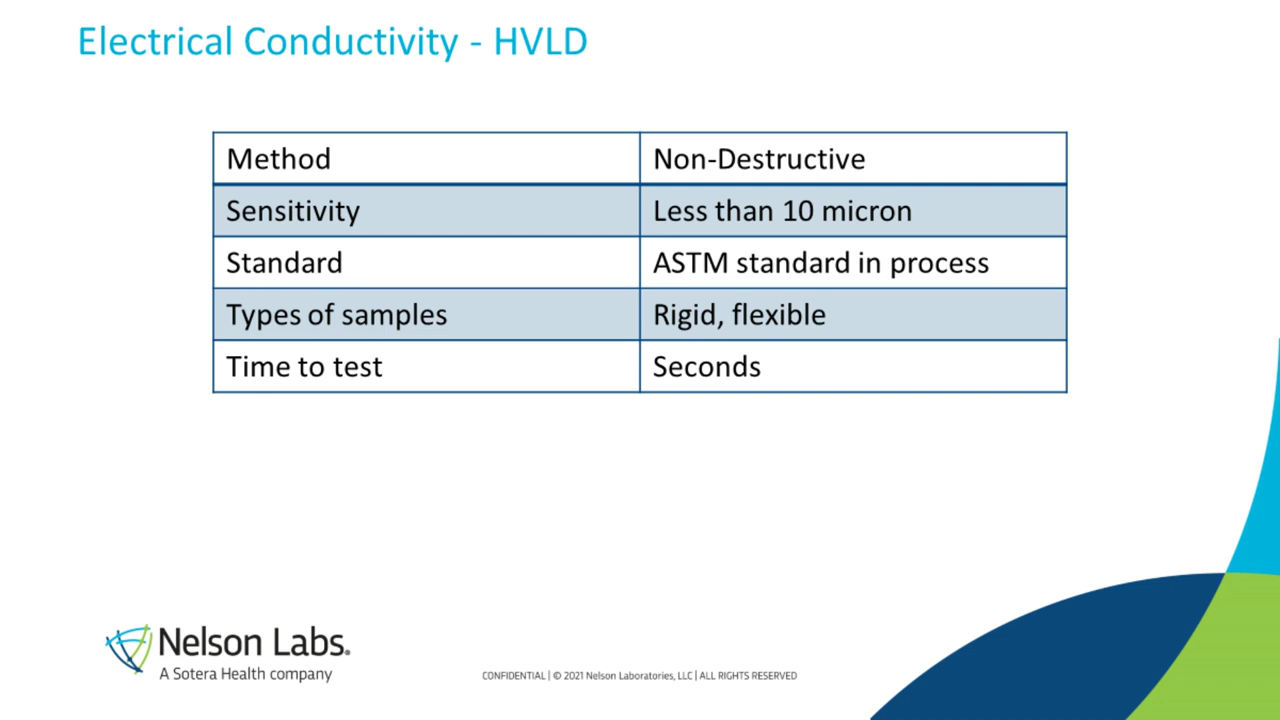 Electrical Conductivity - HVLD
Method Non-Destructive
Sensitivity Less than 10 micron
Standard ASTM standard in process
Types of samples Rigid, flexible
Time to test Seconds
Nelson Labs®
A Sotera Health company
CONFIDENTIAL | © 2021 Nelson Laboratories, LLC | ALL RIGHTS RESERVED